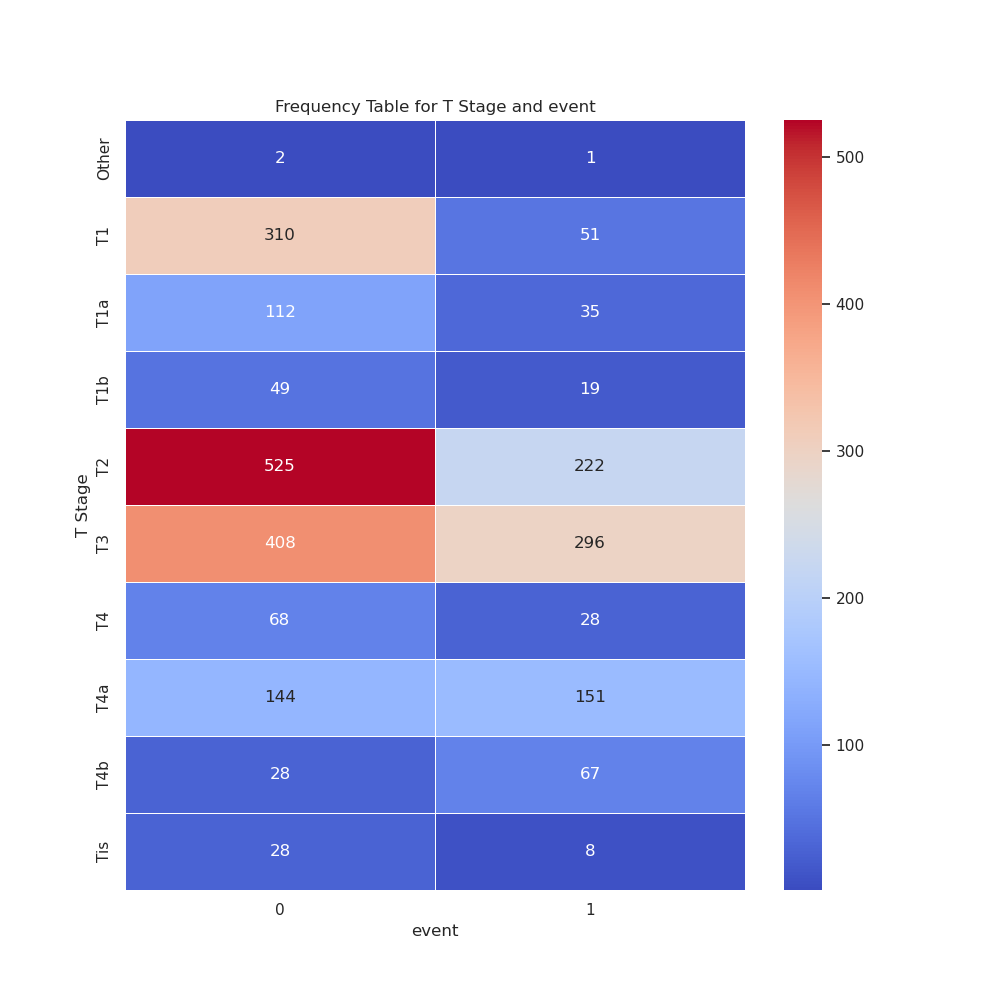 Frequency Table for T Stage and event
Other 2 1
T1 310 51
T1a 112 35
T1b 49 19
T2 525 222
T3 408 296
T4 68 28
T4a 144 151
T4b 28 67
Tis 28 8
0 1
event
T Stage
500
400
300
200
100